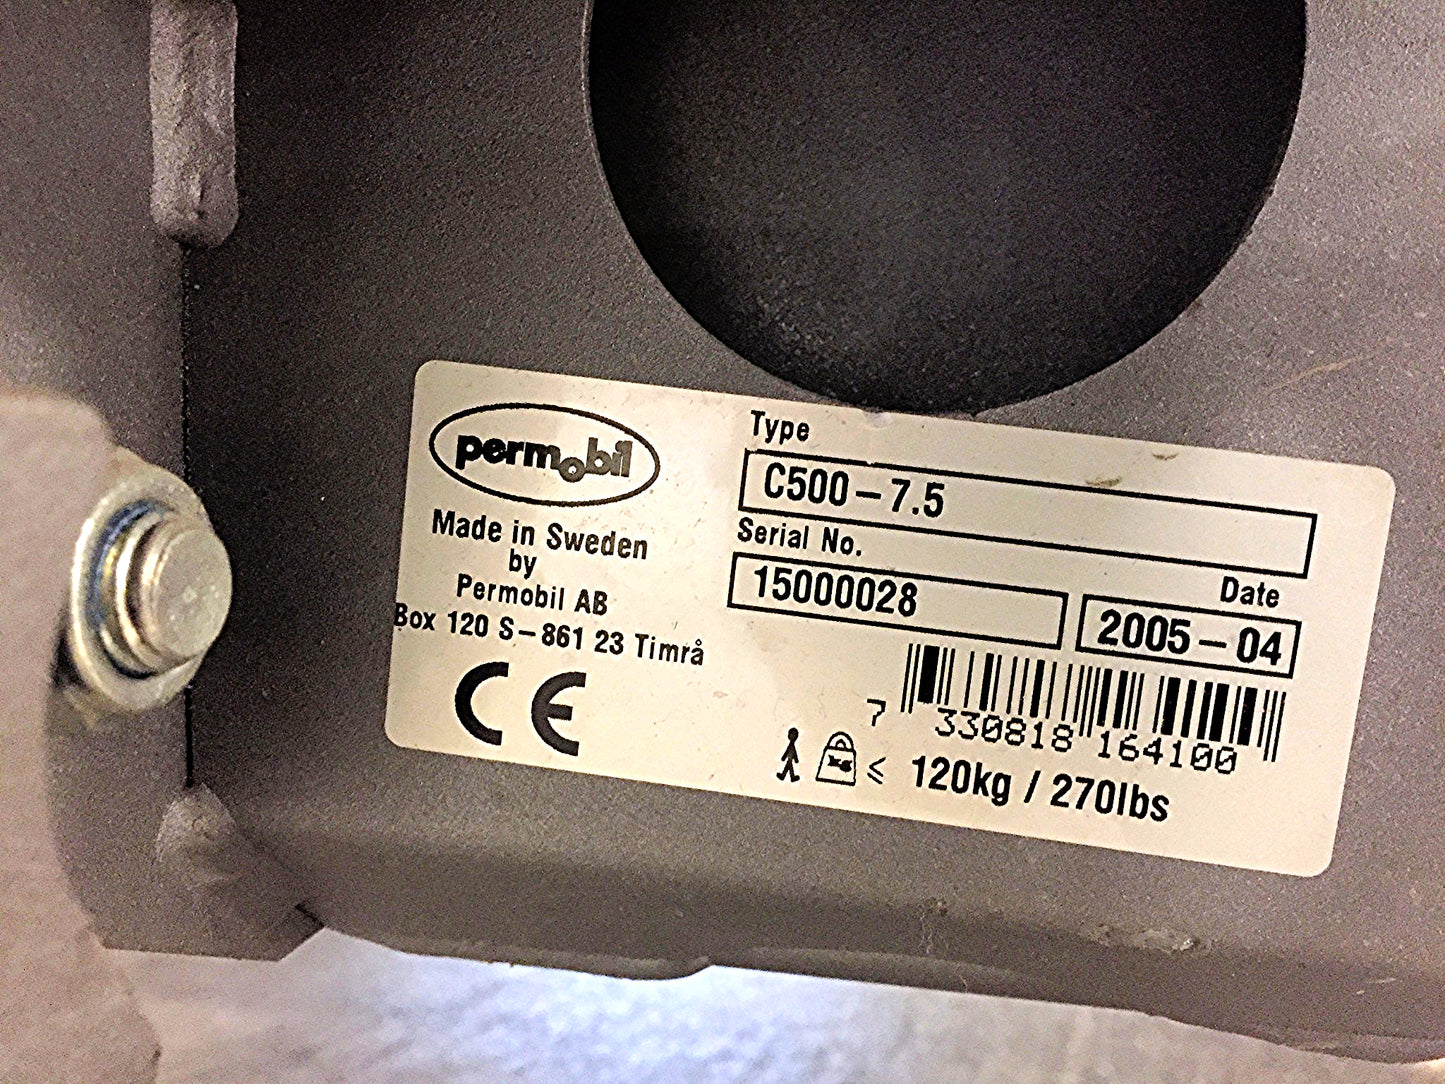 permobil
Made in Sweden
by
Permobil AB
Box 120 S-861 23 Timrå
CE
Type
C500-7.5
Serial No.
15000028
Date
2005-04
7 330818 164100
KG ≤ 120kg / 270lbs